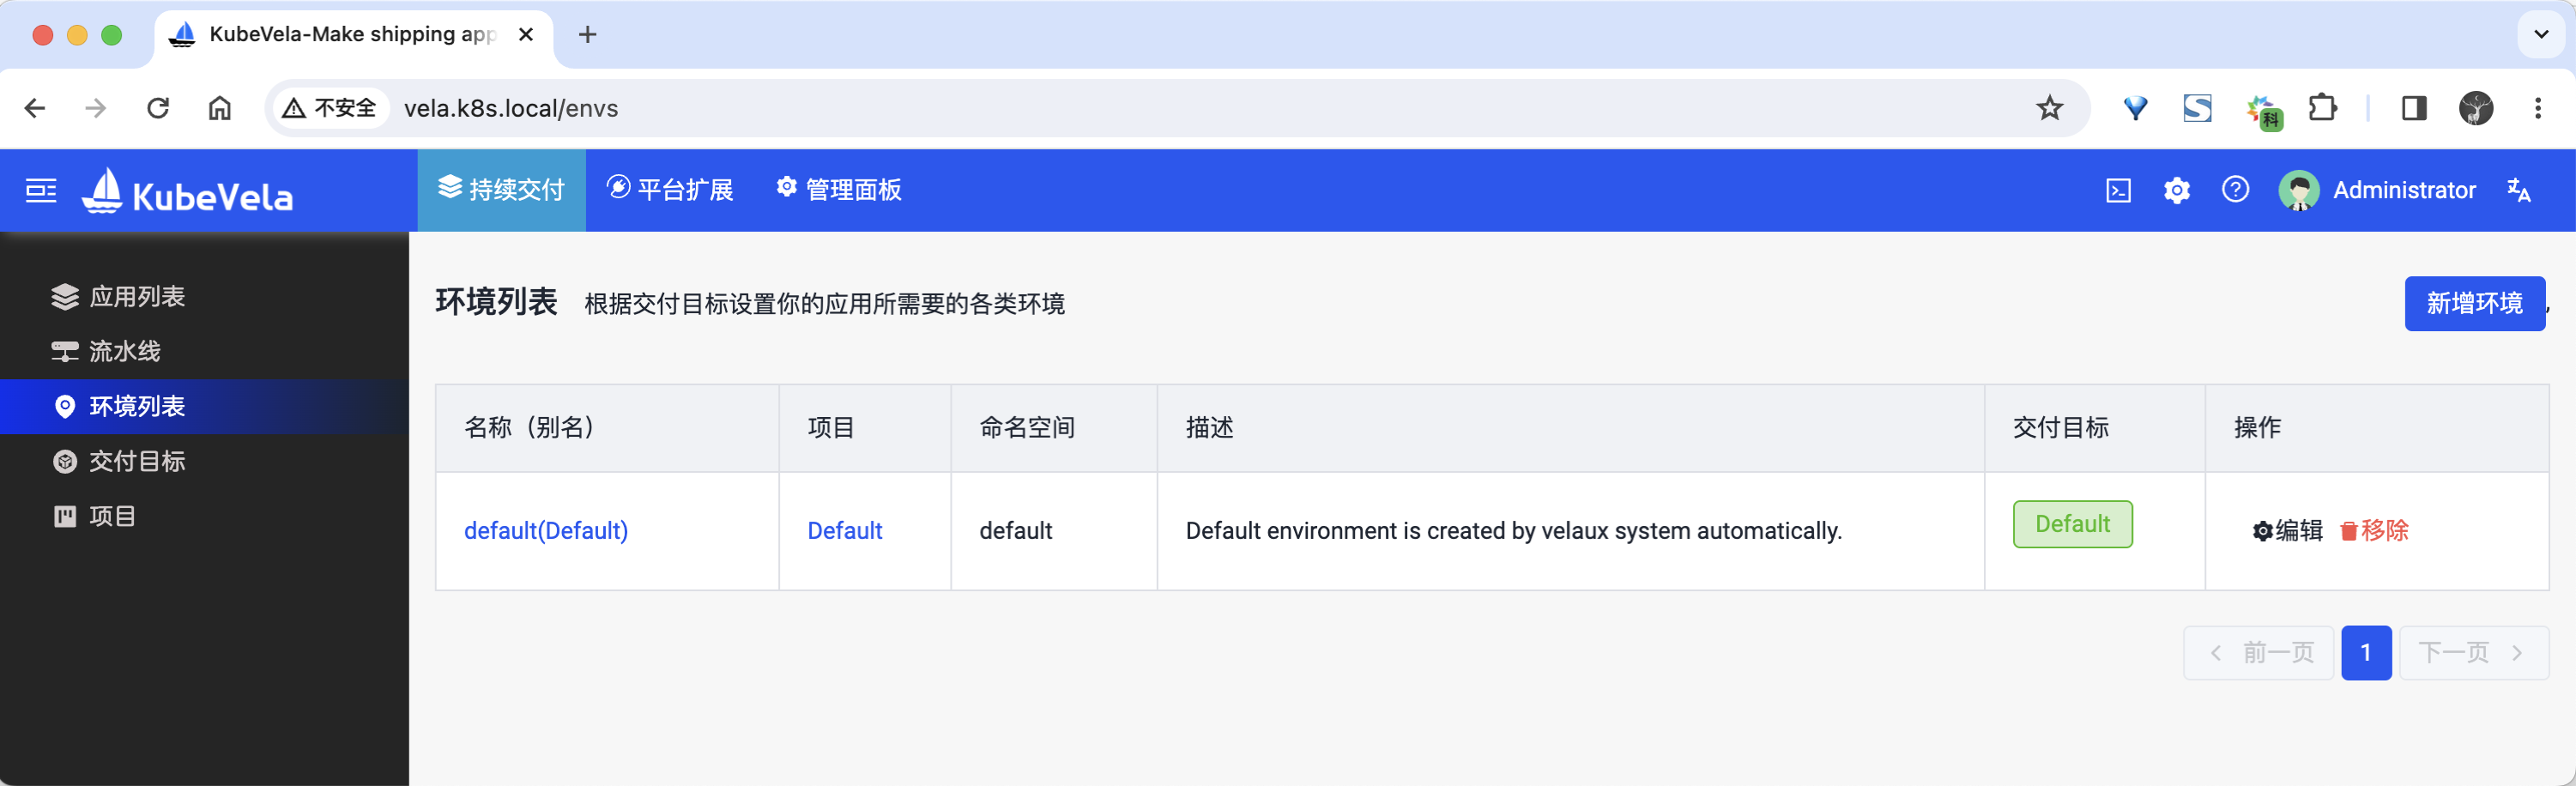 KubeVela-Make shipping app
不安全 vela.k8s.local/envs
科
KubeVela 持续交付 平台扩展 管理面板 Administrator
应用列表
流水线
环境列表
交付目标
项目
环境列表 根据交付目标设置你的应用所需要的各类环境 新增环境 ,
名称（别名） 项目 命名空间 描述 交付目标 操作
default(Default) Default default Default environment is created by velaux system automatically. Default 编辑 移除
前一页 1 下一页